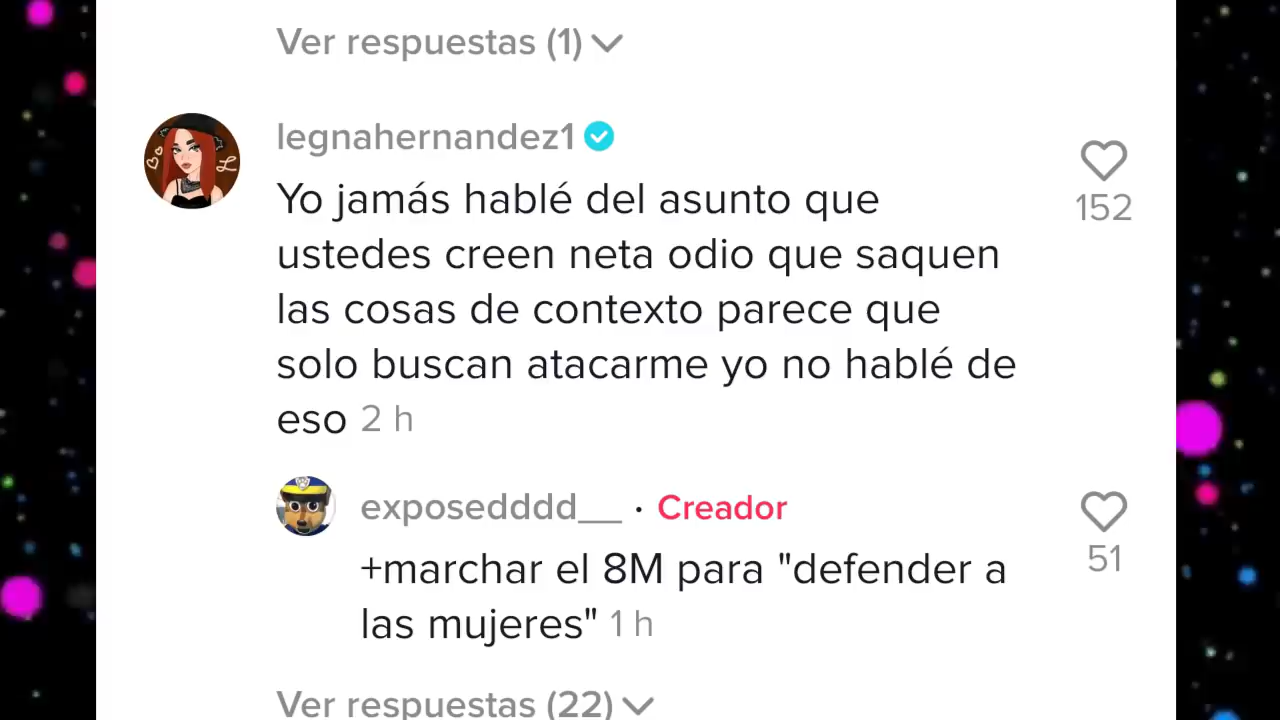 Ver respuestas (1)
legnahernandez1
Yo jamás hablé del asunto que
ustedes creen neta odio que saquen
las cosas de contexto parece que
solo buscan atacarme yo no hablé de
eso 2 h
152
exposedddd__ · Creador
+marchar el 8M para "defender a
las mujeres" 1 h
51
Ver respuestas (22)